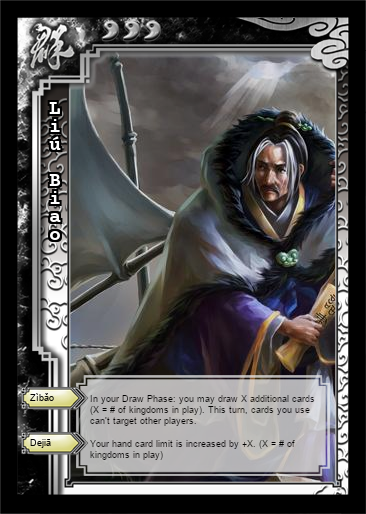 群
Liú Biao
Zìbǎo
In your Draw Phase: you may draw X additional cards
(X = # of kingdoms in play). This turn, cards you use
can't target other players.
Dejiā
Your hand card limit is increased by +X. (X = # of
kingdoms in play)